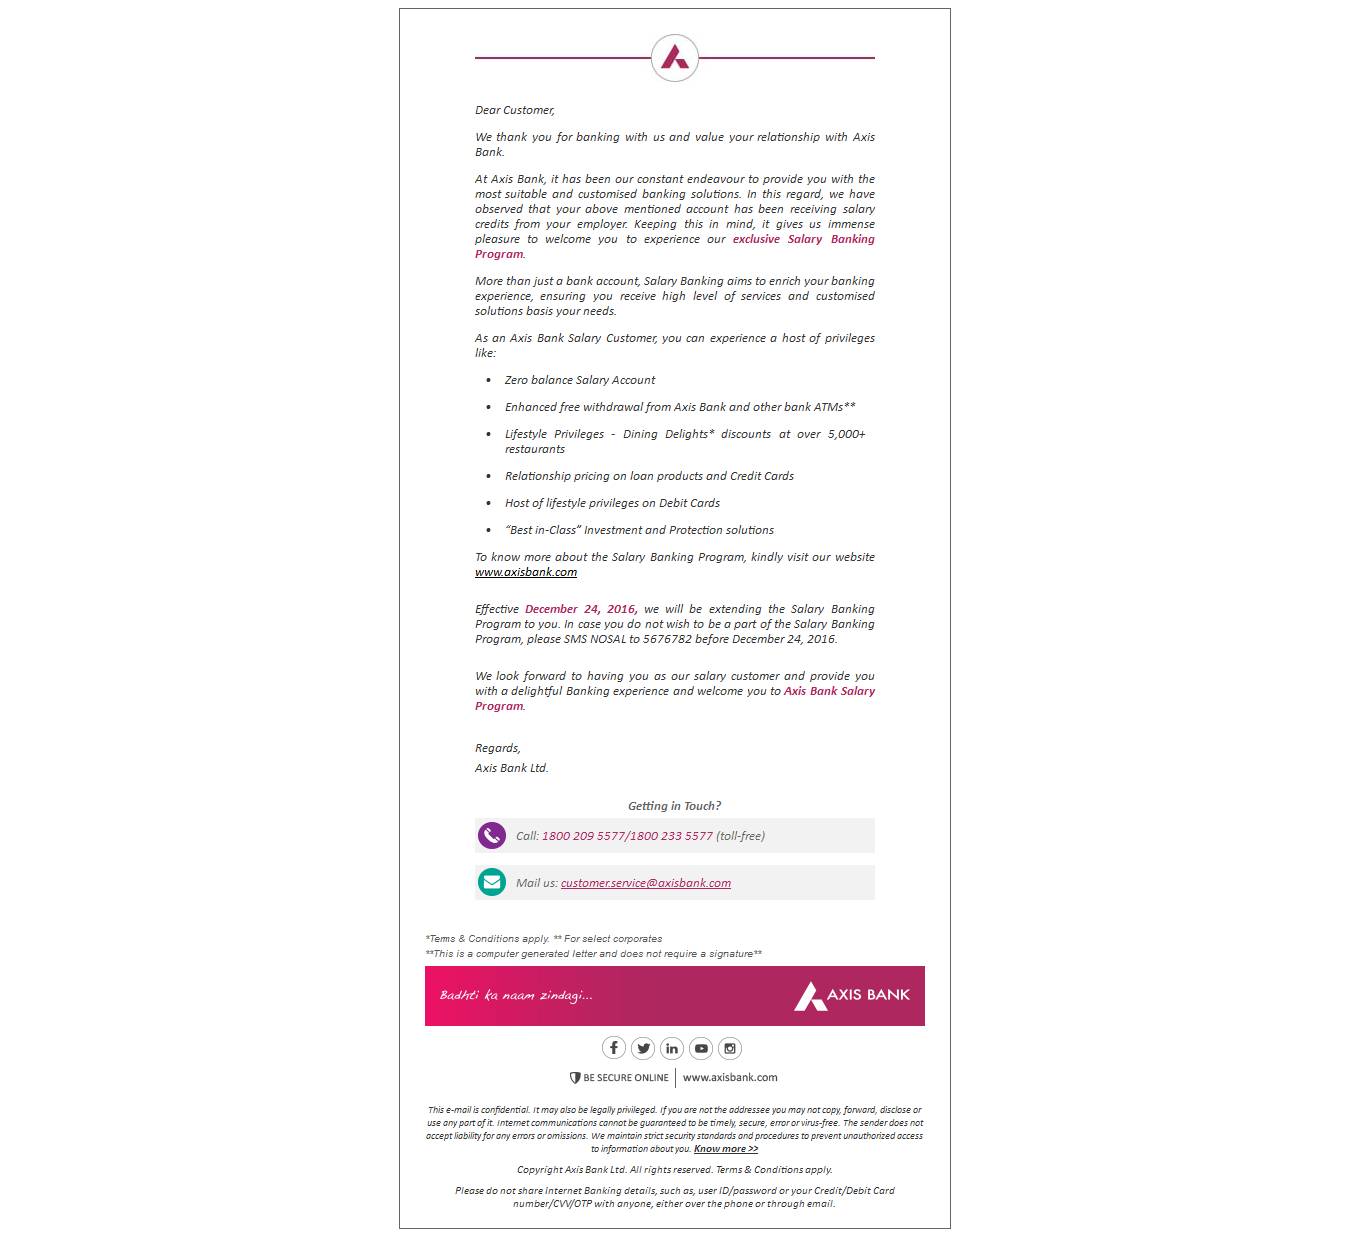 Dear Customer,
We thank you for banking with us and value your relationship with Axis
Bank.
At Axis Bank, it has been our constant endeavour to provide you with the
most suitable and customised banking solutions. In this regard, we have
observed that your above mentioned account has been receiving salary
credits from your employer. Keeping this in mind, it gives us immense
pleasure to welcome you to experience our exclusive Salary Banking
Program.
More than just a bank account, Salary Banking aims to enrich your banking
experience, ensuring you receive high level of services and customised
solutions basis your needs.
As an Axis Bank Salary Customer, you can experience a host of privileges
like:
• Zero balance Salary Account
• Enhanced free withdrawal from Axis Bank and other bank ATMs**
• Lifestyle Privileges - Dining Delights* discounts at over 5,000+
restaurants
• Relationship pricing on loan products and Credit Cards
• Host of lifestyle privileges on Debit Cards
• “Best in-Class” Investment and Protection solutions
To know more about the Salary Banking Program, kindly visit our website
www.axisbank.com
Effective December 24, 2016, we will be extending the Salary Banking
Program to you. In case you do not wish to be a part of the Salary Banking
Program, please SMS NOSAL to 5676782 before December 24, 2016.
We look forward to having you as our salary customer and provide you
with a delightful Banking experience and welcome you to Axis Bank Salary
Program.
Regards,
Axis Bank Ltd.
Getting in Touch?
Call: 1800 209 5577/1800 233 5577 (toll-free)
Mail us: customer.service@axisbank.com
*Terms & Conditions apply. ** For select corporates
**This is a computer generated letter and does not require a signature**
Badhti ka naam zindagi... AXIS BANK
BE SECURE ONLINE | www.axisbank.com
This e-mail is confidential. It may also be legally privileged. If you are not the addressee you may not copy, forward, disclose or
use any part of it. Internet communications cannot be guaranteed to be timely, secure, error or virus-free. The sender does not
accept liability for any errors or omissions. We maintain strict security standards and procedures to prevent unauthorized access
to information about you. Know more >>
Copyright Axis Bank Ltd. All rights reserved. Terms & Conditions apply.
Please do not share Internet Banking details, such as, user ID/password or your Credit/Debit Card
number/CVV/OTP with anyone, either over the phone or through email.